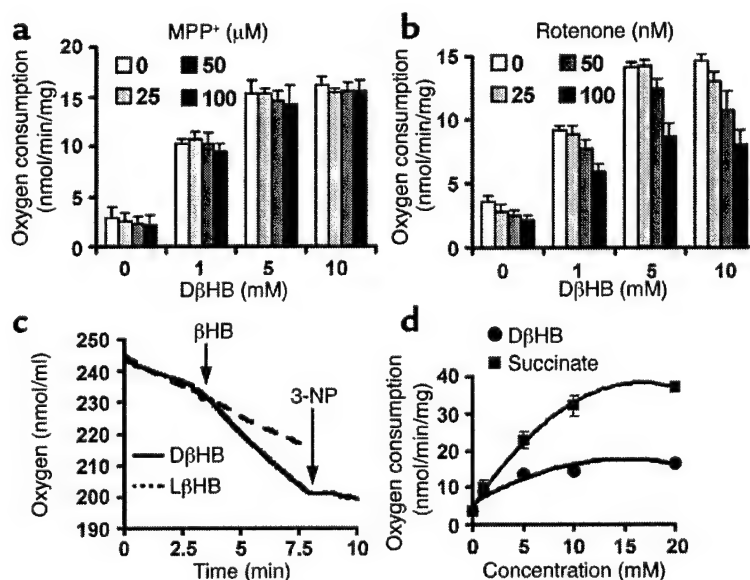 a
MPP⁺ (μM)
0
50
25
100
Oxygen consumption
(nmol/min/mg)
20
15
10
5
0
0
1
5
10
DβHB (mM)
b
Rotenone (nM)
0
50
25
100
Oxygen consumption
(nmol/min/mg)
15
10
5
0
0
1
5
10
DβHB (mM)
c
βHB
3-NP
DβHB
LβHB
Oxygen (nmol/ml)
250
240
230
220
210
200
190
0
2.5
5
7.5
10
Time (min)
d
DβHB
Succinate
Oxygen consumption
(nmol/min/mg)
40
30
20
10
0
0
5
10
15
20
Concentration (mM)